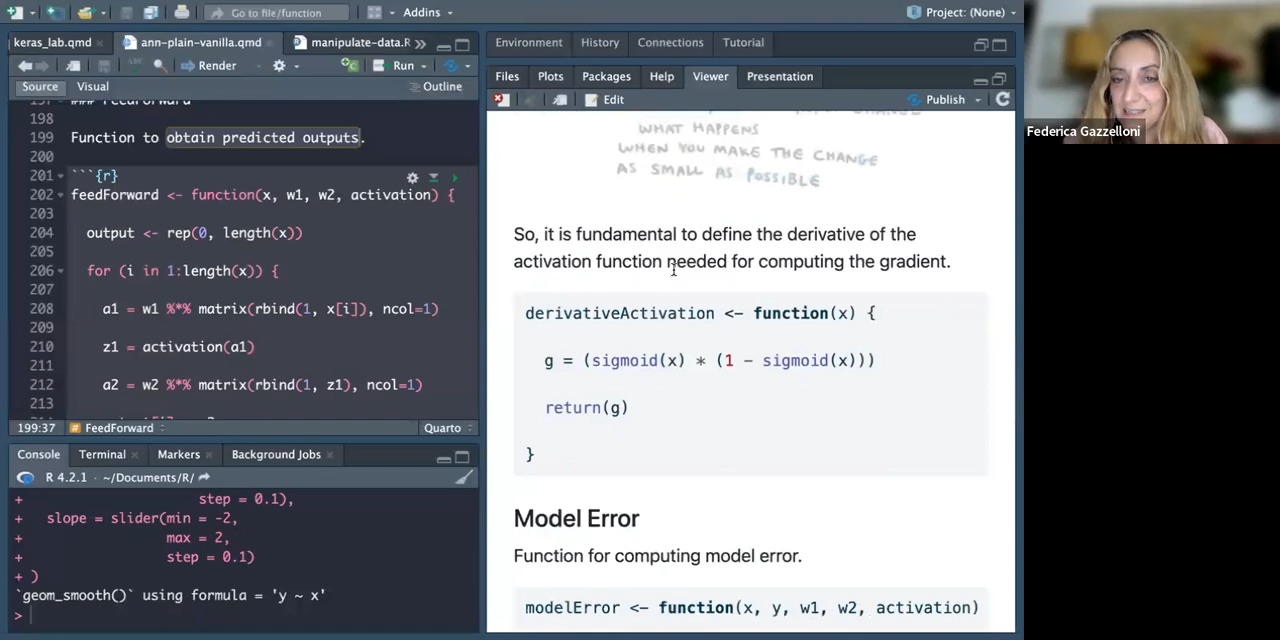 Go to file/function
Addins
Project: (None)
keras_lab.qmd
ann-plain-vanilla.qmd
manipulate-data.R
Render
Run
Source
Visual
Outline
198
199
Function to obtain predicted outputs.
200
201
```{r}
202
feedForward <- function(x, w1, w2, activation) {
203
204
output <- rep(0, length(x))
205
206
for (i in 1:length(x)) {
207
208
a1 = w1 %*% matrix(rbind(1, x[i]), ncol=1)
209
210
z1 = activation(a1)
211
212
a2 = w2 %*% matrix(rbind(1, z1), ncol=1)
213
199:37
FeedForward
Quarto
Console
Terminal
Markers
Background Jobs
R 4.2.1 · ~/Documents/R/
+ step = 0.1),
+ slope = slider(min = -2,
+ max = 2,
+ step = 0.1)
+ )
`geom_smooth()` using formula = 'y ~ x'
>
Environment
History
Connections
Tutorial
Files
Plots
Packages
Help
Viewer
Presentation
Edit
Publish
WHAT HAPPENS
WHEN YOU MAKE THE CHANGE
AS SMALL AS POSSIBLE
So, it is fundamental to define the derivative of the
activation function needed for computing the gradient.
derivativeActivation <- function(x) {
g = (sigmoid(x) * (1 - sigmoid(x)))
return(g)
}
Model Error
Function for computing model error.
modelError <- function(x, y, w1, w2, activation)
Federica Gazzelloni